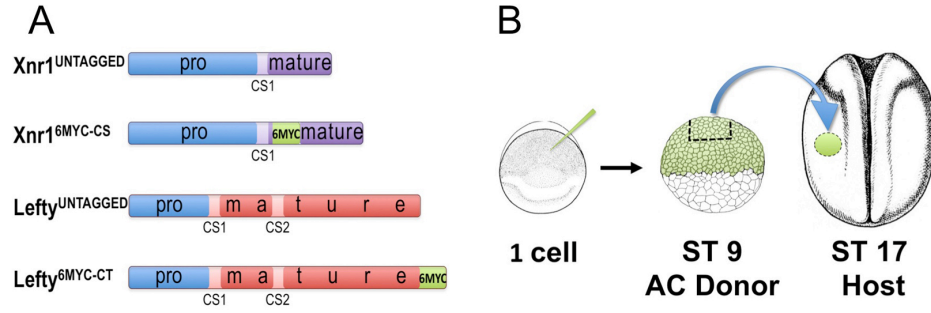 A
Xnr1UNTAGGED
pro
mature
CS1
Xnr16MYC-CS
pro
6MYC
mature
CS1
LeftyUNTAGGED
pro
m a t u r e
CS1
CS2
Lefty6MYC-CT
pro
m a t u r e
6MYC
CS1
CS2
B
1 cell
ST 9
AC Donor
ST 17
Host